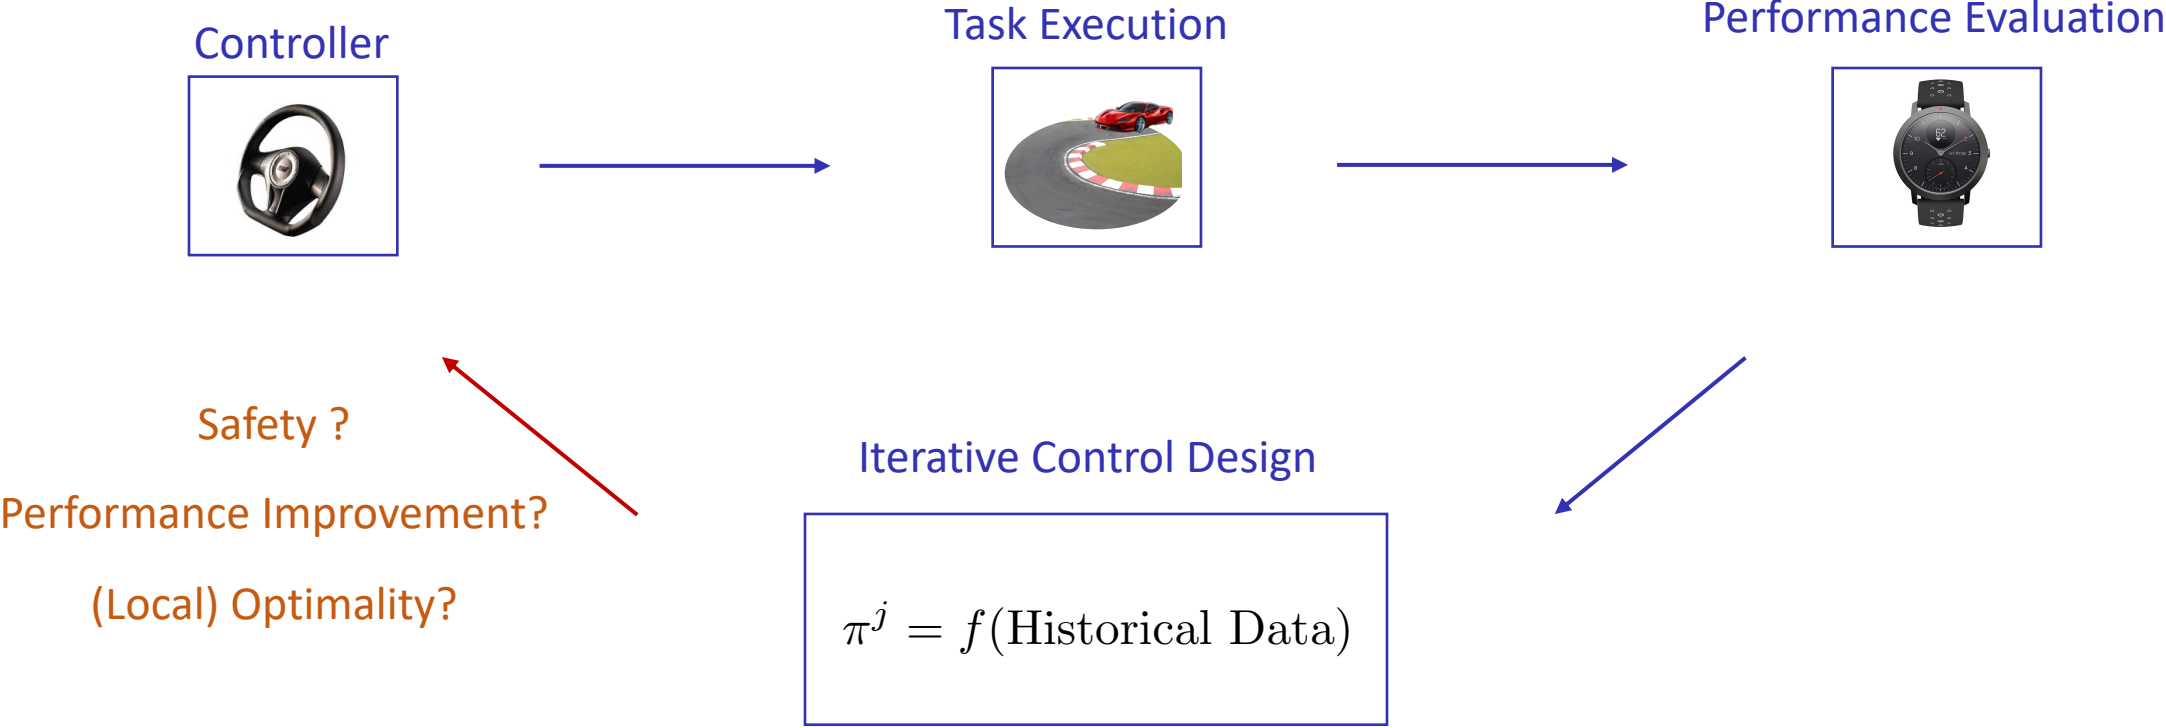 Controller
Task Execution
Performance Evaluation
Safety ?
Performance Improvement?
(Local) Optimality?
Iterative Control Design
π^j = f(Historical Data)